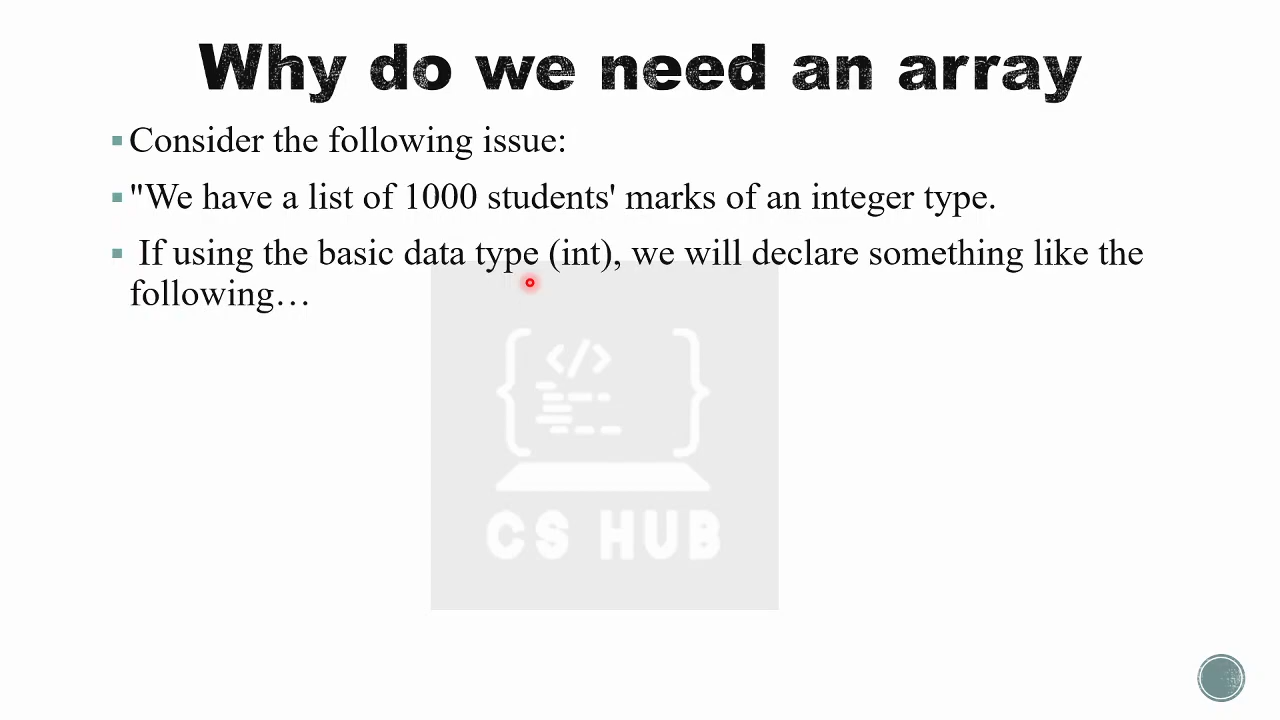 Why do we need an array
▪Consider the following issue:
▪"We have a list of 1000 students' marks of an integer type.
▪ If using the basic data type (int), we will declare something like the
following…
</>
CS HUB